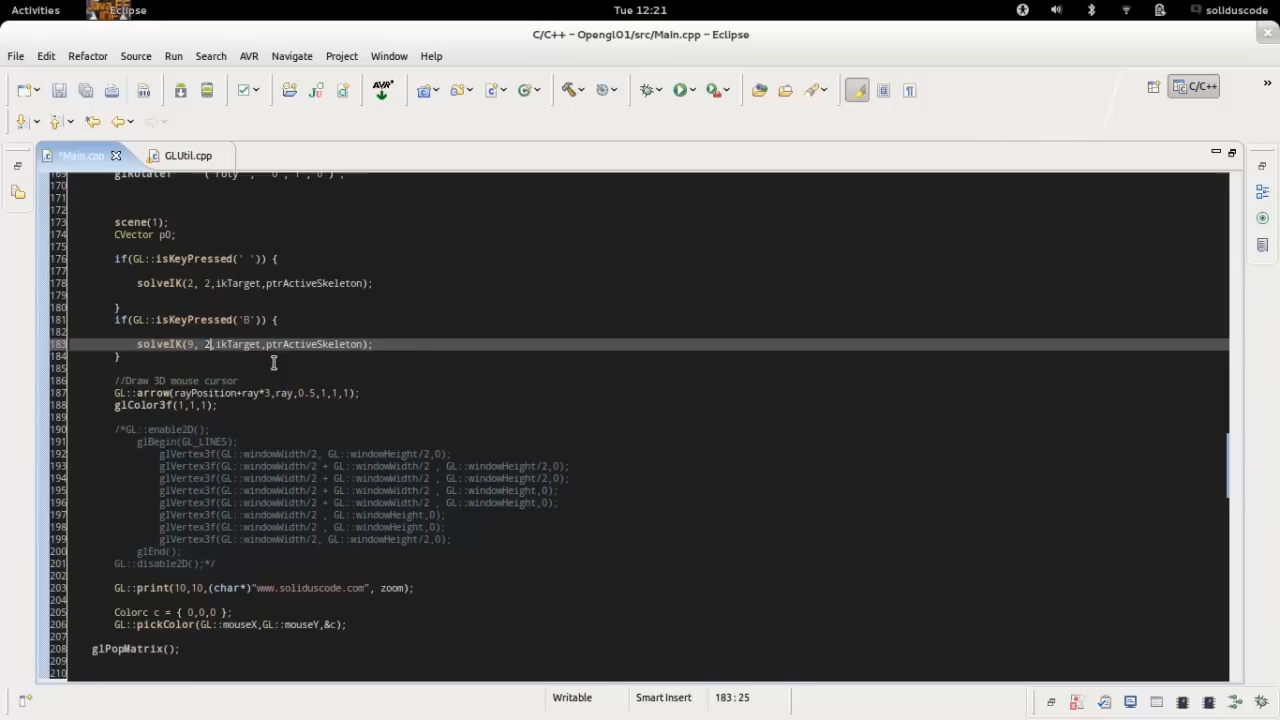 Activities Eclipse Tue 12:21 soliduscode
C/C++ – Opengl01/src/Main.cpp – Eclipse
File Edit Refactor Source Run Search AVR Navigate Project Window Help
AVR C/C++ »
*Main.cpp GLUtil.cpp
170
171
172
173 scene(1);
174 CVector p0;
175
176 if(GL::isKeyPressed(' ')) {
177
178 solveIK(2, 2,ikTarget,ptrActiveSkeleton);
179
180 }
181 if(GL::isKeyPressed('B')) {
182
183 solveIK(9, 2,ikTarget,ptrActiveSkeleton);
184 }
185
186 //Draw 3D mouse cursor
187 GL::arrow(rayPosition+ray*3,ray,0.5,1,1,1);
188 glColor3f(1,1,1);
189
190 /*GL::enable2D();
191 glBegin(GL_LINES);
192 glVertex3f(GL::windowWidth/2, GL::windowHeight/2,0);
193 glVertex3f(GL::windowWidth/2 + GL::windowWidth/2 , GL::windowHeight/2,0);
194 glVertex3f(GL::windowWidth/2 + GL::windowWidth/2 , GL::windowHeight/2,0);
195 glVertex3f(GL::windowWidth/2 + GL::windowWidth/2 , GL::windowHeight,0);
196 glVertex3f(GL::windowWidth/2 + GL::windowWidth/2 , GL::windowHeight,0);
197 glVertex3f(GL::windowWidth/2 , GL::windowHeight,0);
198 glVertex3f(GL::windowWidth/2 , GL::windowHeight,0);
199 glVertex3f(GL::windowWidth/2, GL::windowHeight/2,0);
200 glEnd();
201 GL::disable2D();*/
202
203 GL::print(10,10,(char*)"www.soliduscode.com", zoom);
204
205 Colorc c = { 0,0,0 };
206 GL::pickColor(GL::mouseX,GL::mouseY,&c);
207
208 glPopMatrix();
209
210
Writable Smart Insert 183 : 25